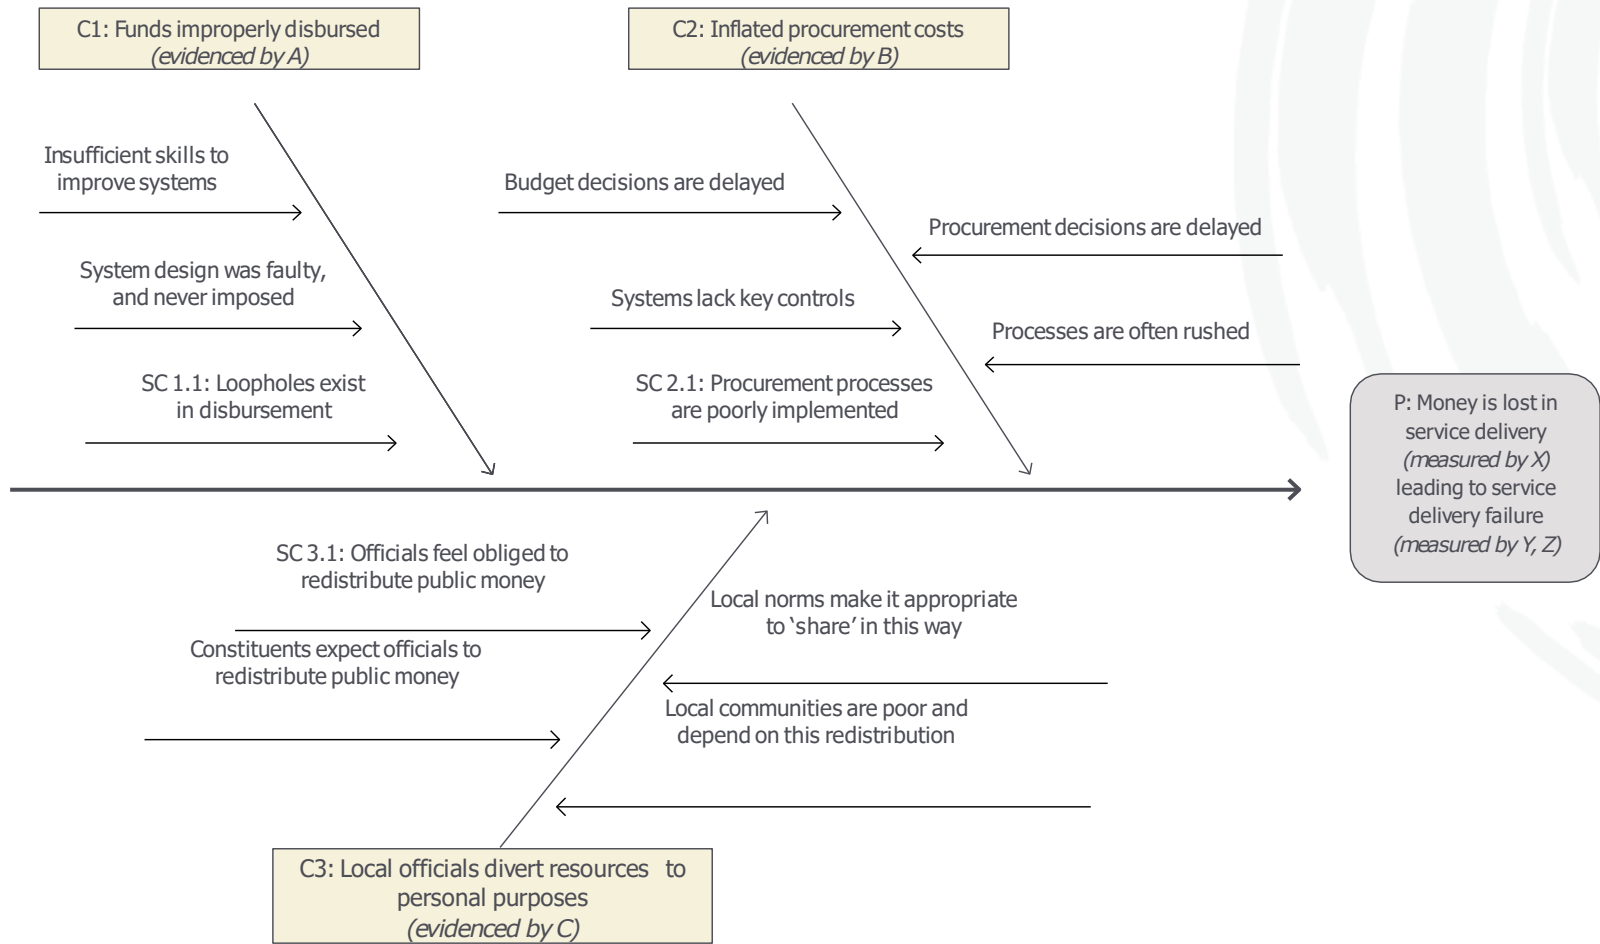 C1: Funds improperly disbursed
(evidenced by A)
C2: Inflated procurement costs
(evidenced by B)
Insufficient skills to
improve systems
Budget decisions are delayed
Procurement decisions are delayed
System design was faulty,
and never imposed
Systems lack key controls
Processes are often rushed
SC 1.1: Loopholes exist
in disbursement
SC 2.1: Procurement processes
are poorly implemented
P: Money is lost in
service delivery
(measured by X)
leading to service
delivery failure
(measured by Y, Z)
SC 3.1: Officials feel obliged to
redistribute public money
Local norms make it appropriate
to ‘share’ in this way
Constituents expect officials to
redistribute public money
Local communities are poor and
depend on this redistribution
C3: Local officials divert resources to
personal purposes
(evidenced by C)